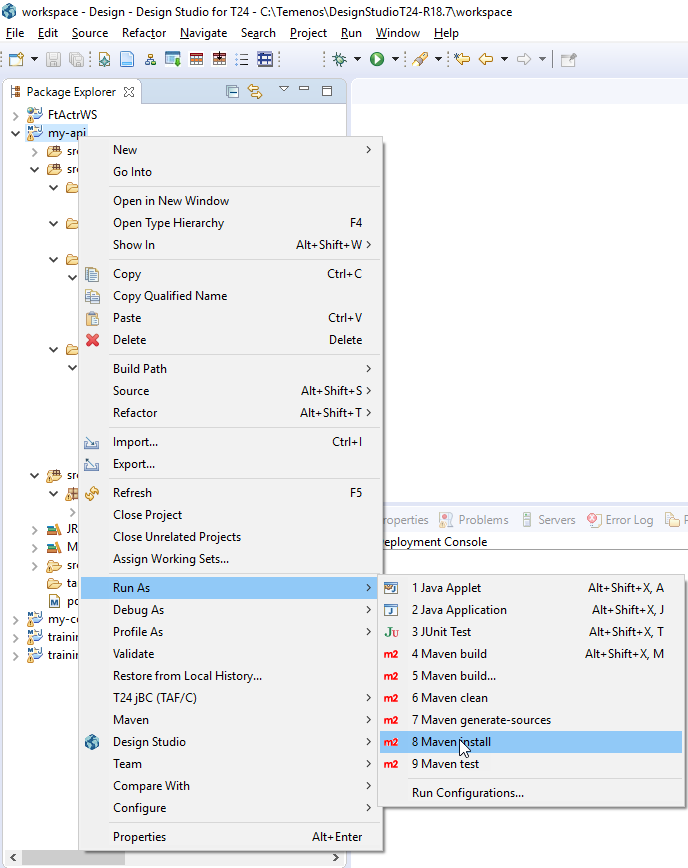 workspace - Design - Design Studio for T24 - C:\Temenos\DesignStudioT24-R18.7\workspace
File Edit Source Refactor Navigate Search Project Run Window Help
Package Explorer
FtActrWS
my-api
src
src
src
JR
M
src
ta
po
my-co
trainin
trainin
New
Go Into
Open in New Window
Open Type Hierarchy F4
Show In Alt+Shift+W
Copy Ctrl+C
Copy Qualified Name
Paste Ctrl+V
Delete Delete
Build Path
Source Alt+Shift+S
Refactor Alt+Shift+T
Import... Ctrl+I
Export...
Refresh F5
Close Project
Close Unrelated Projects
Assign Working Sets...
Run As
Debug As
Profile As
Validate
Restore from Local History...
T24 jBC (TAF/C)
Maven
Design Studio
Team
Compare With
Configure
Properties Alt+Enter
roperties Problems Servers Error Log P
eployment Console
1 Java Applet Alt+Shift+X, A
2 Java Application Alt+Shift+X, J
Ju 3 JUnit Test Alt+Shift+X, T
m2 4 Maven build Alt+Shift+X, M
m2 5 Maven build...
m2 6 Maven clean
m2 7 Maven generate-sources
m2 8 Maven install
m2 9 Maven test
Run Configurations...